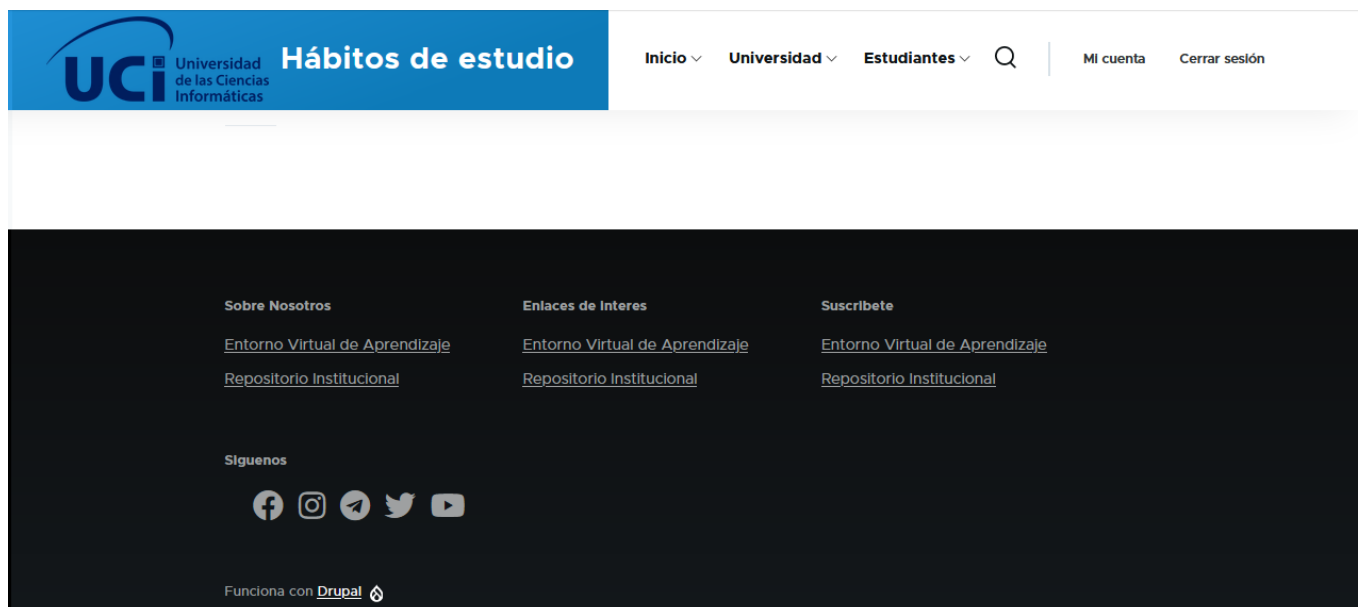 UCi Universidad de las Ciencias Informáticas
Hábitos de estudio
Inicio Universidad Estudiantes Mi cuenta Cerrar sesión
Sobre Nosotros Enlaces de Interes Suscribete
Entorno Virtual de Aprendizaje Entorno Virtual de Aprendizaje Entorno Virtual de Aprendizaje
Repositorio Institucional Repositorio Institucional Repositorio Institucional
Siguenos
Funciona con Drupal